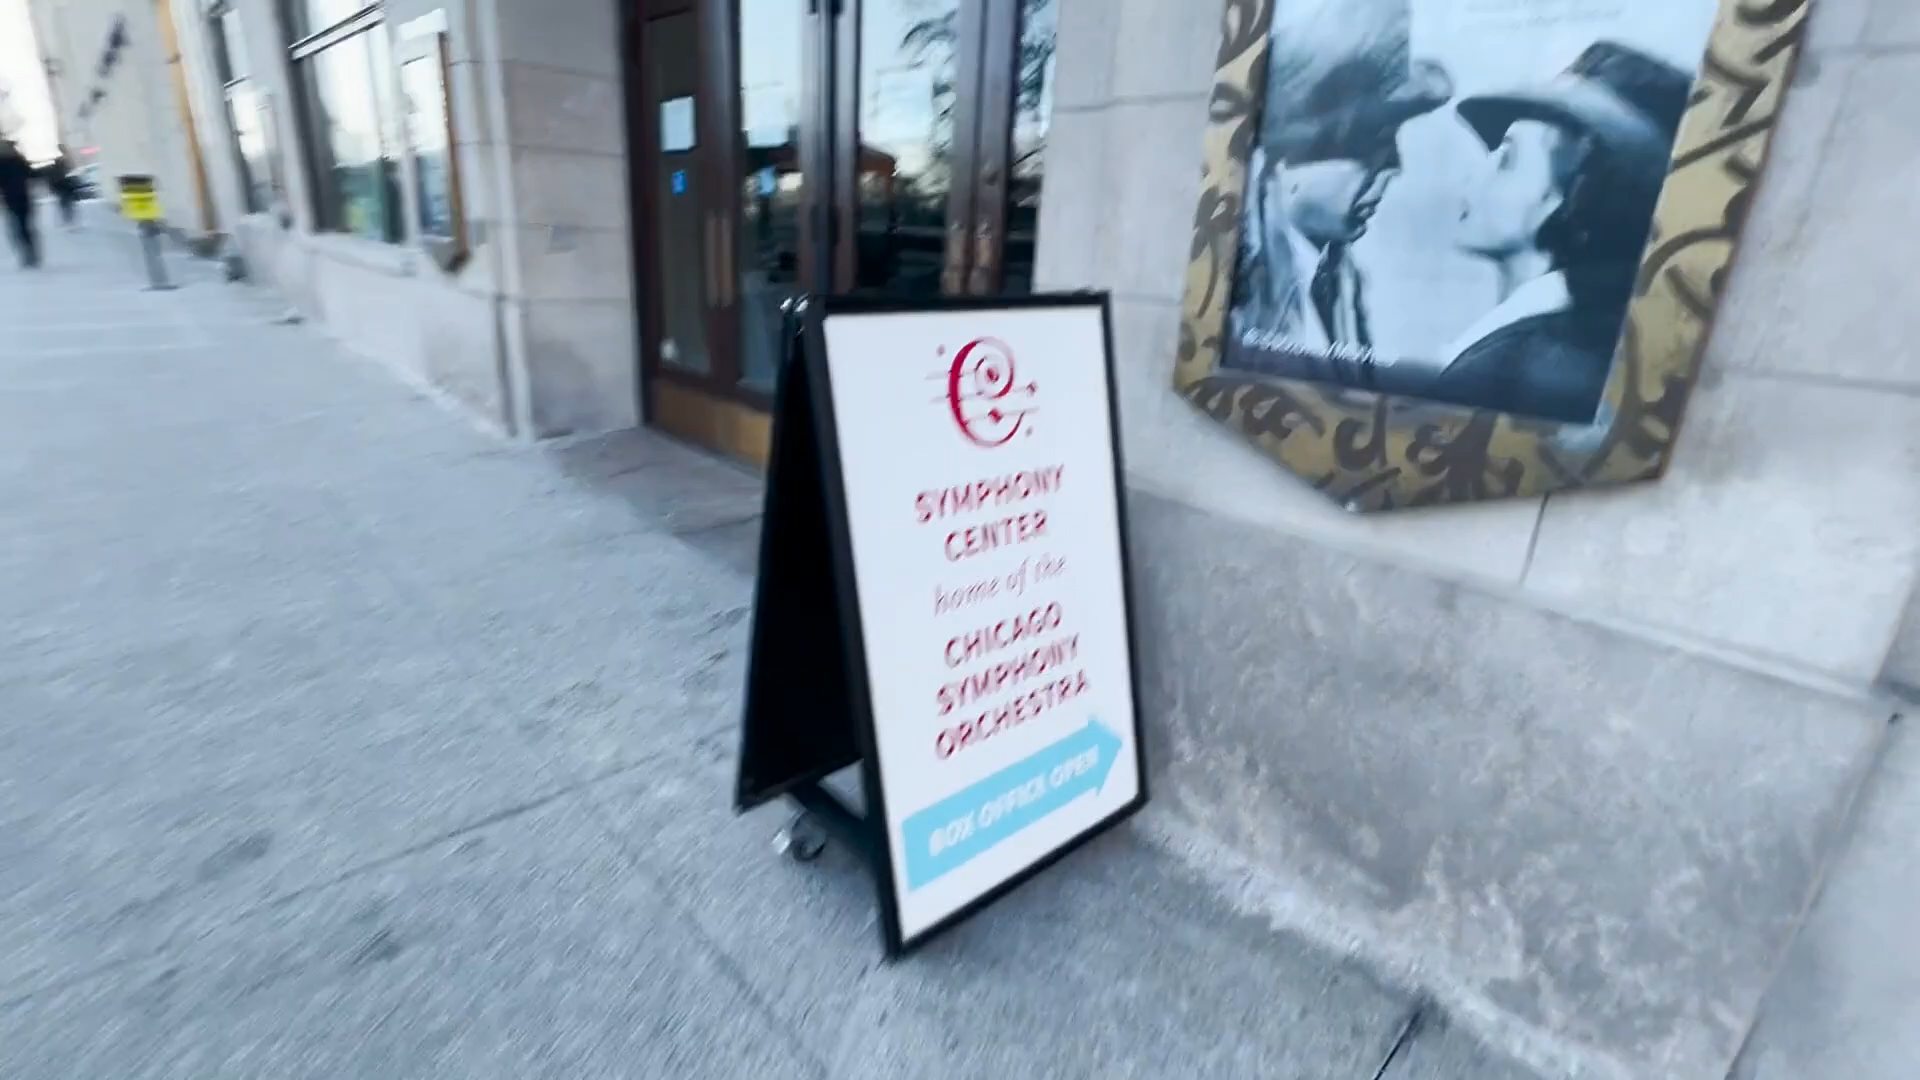 SYMPHONY
CENTER
home of the
CHICAGO
SYMPHONY
ORCHESTRA
BOX OFFICE OPEN